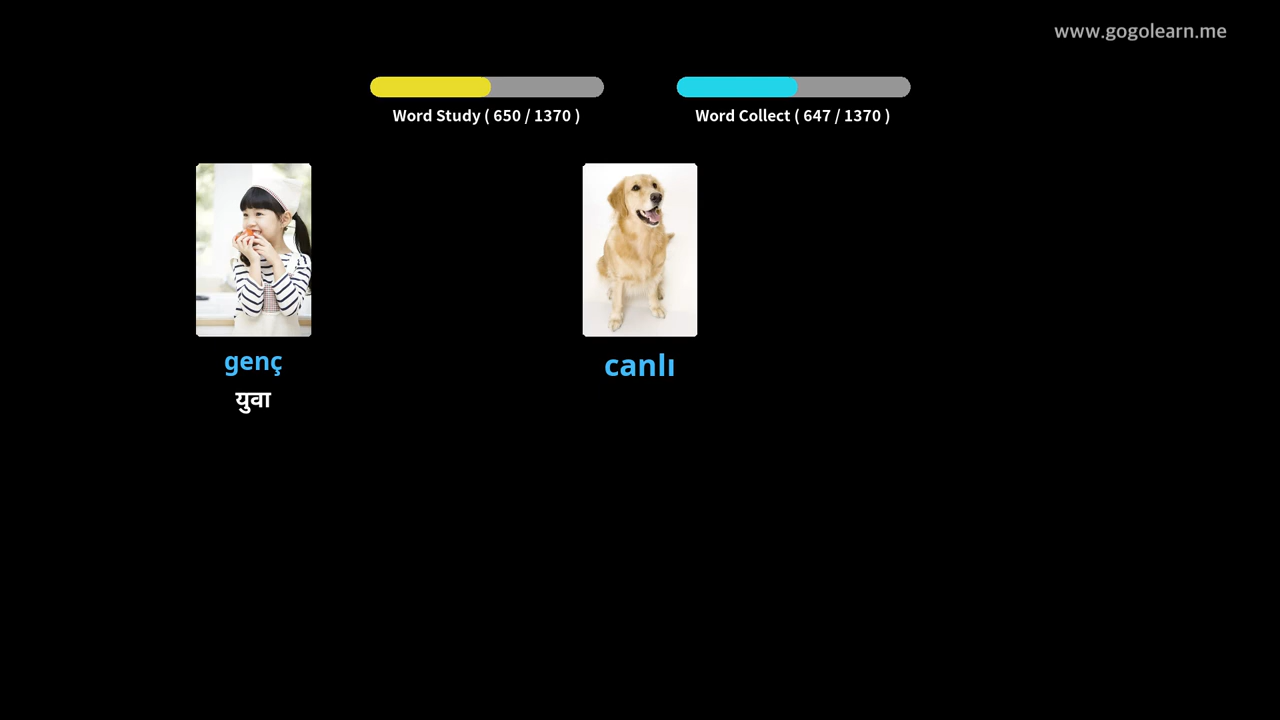 www.gogolearn.me
Word Study ( 650 / 1370 )
Word Collect ( 647 / 1370 )
genç
युवा
canlı